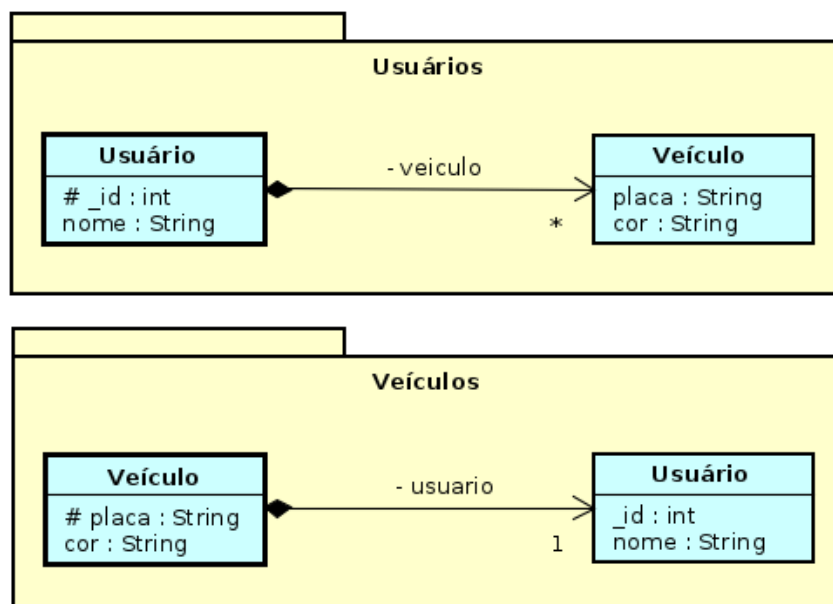 Usuários
Usuário
# _id : int
nome : String
- veiculo
*
Veículo
placa : String
cor : String
Veículos
Veículo
# placa : String
cor : String
- usuario
1
Usuário
_id : int
nome : String